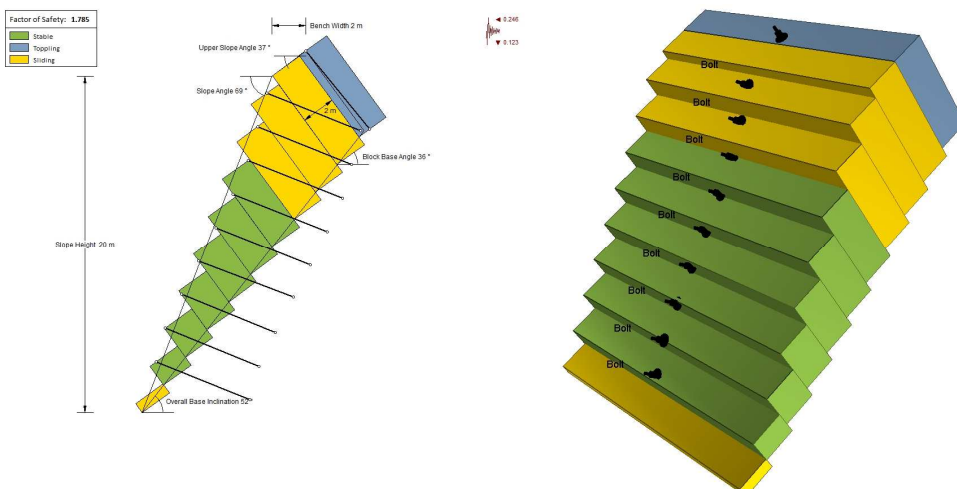 Factor of Safety: 1.785
Stable
Toppling
Sliding
Bench Width 2 m
Upper Slope Angle 37 °
Slope Angle 69 °
2 m
Block Base Angle 36 °
Slope Height 20 m
Overall Base Inclination 52°
◄ 0.246
▼ 0.123
Bolt
Bolt
Bolt
Bolt
Bolt
Bolt
Bolt
Bolt
Bolt